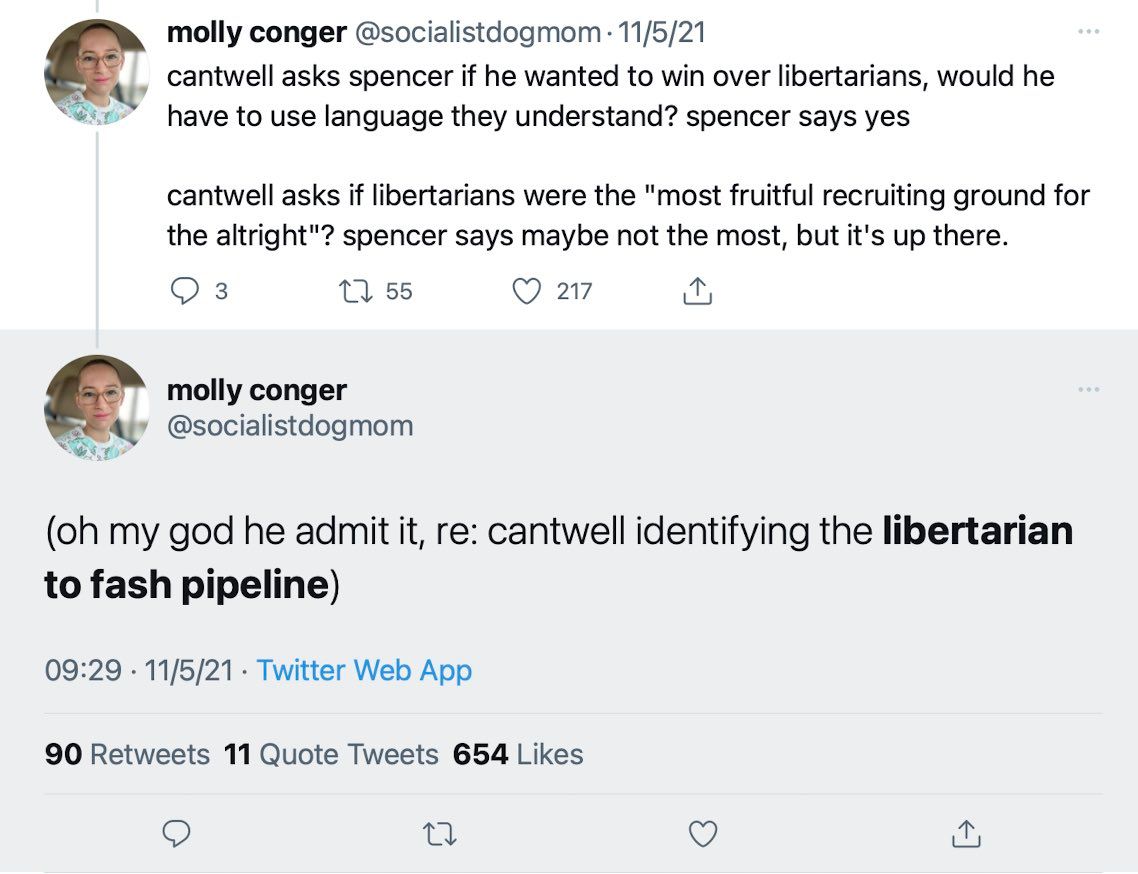 molly conger @socialistdogmom · 11/5/21
cantwell asks spencer if he wanted to win over libertarians, would he
have to use language they understand? spencer says yes
cantwell asks if libertarians were the "most fruitful recruiting ground for
the altright"? spencer says maybe not the most, but it's up there.
3 55 217
molly conger
@socialistdogmom
(oh my god he admit it, re: cantwell identifying the libertarian
to fash pipeline)
09:29 · 11/5/21 · Twitter Web App
90 Retweets 11 Quote Tweets 654 Likes